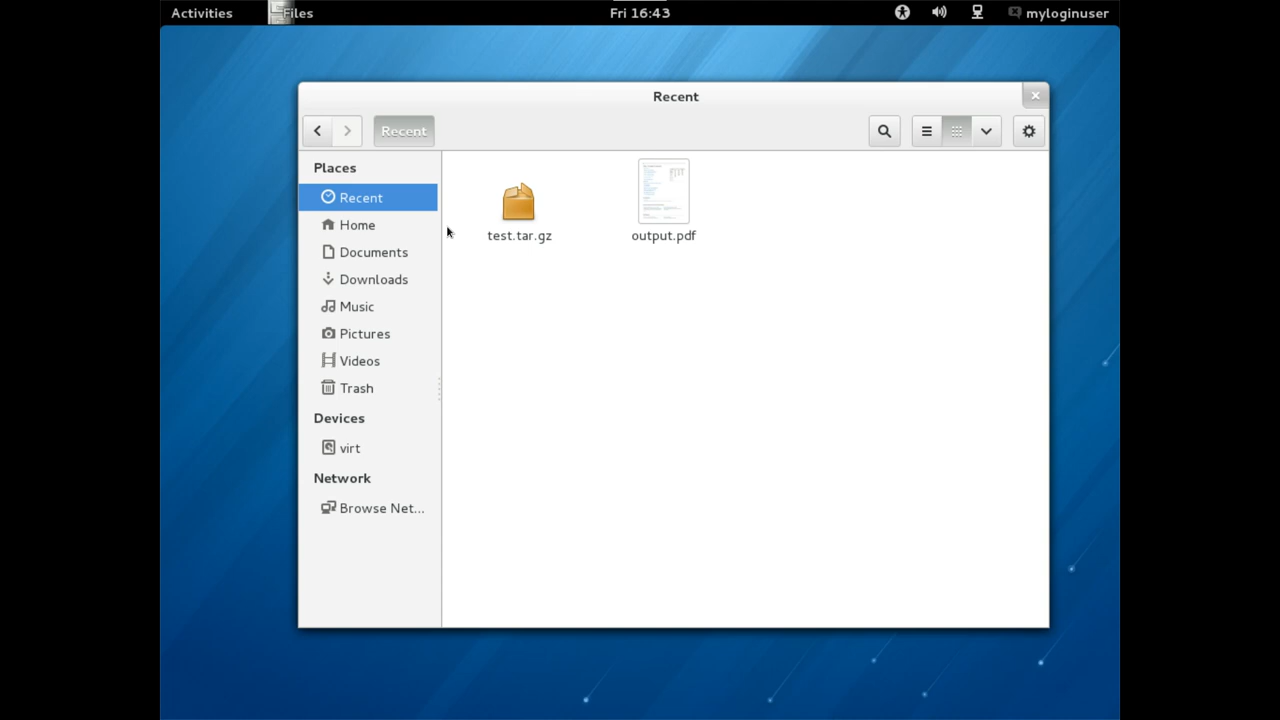 Activities Files Fri 16:43 myloginuser
Recent
Recent
Places
Recent
Home
Documents
Downloads
Music
Pictures
Videos
Trash
Devices
virt
Network
Browse Net...
test.tar.gz output.pdf